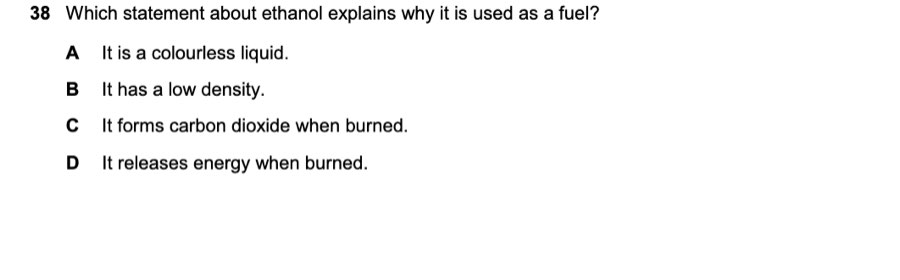 38 Which statement about ethanol explains why it is used as a fuel?
A It is a colourless liquid.
B It has a low density.
C It forms carbon dioxide when burned.
D It releases energy when burned.